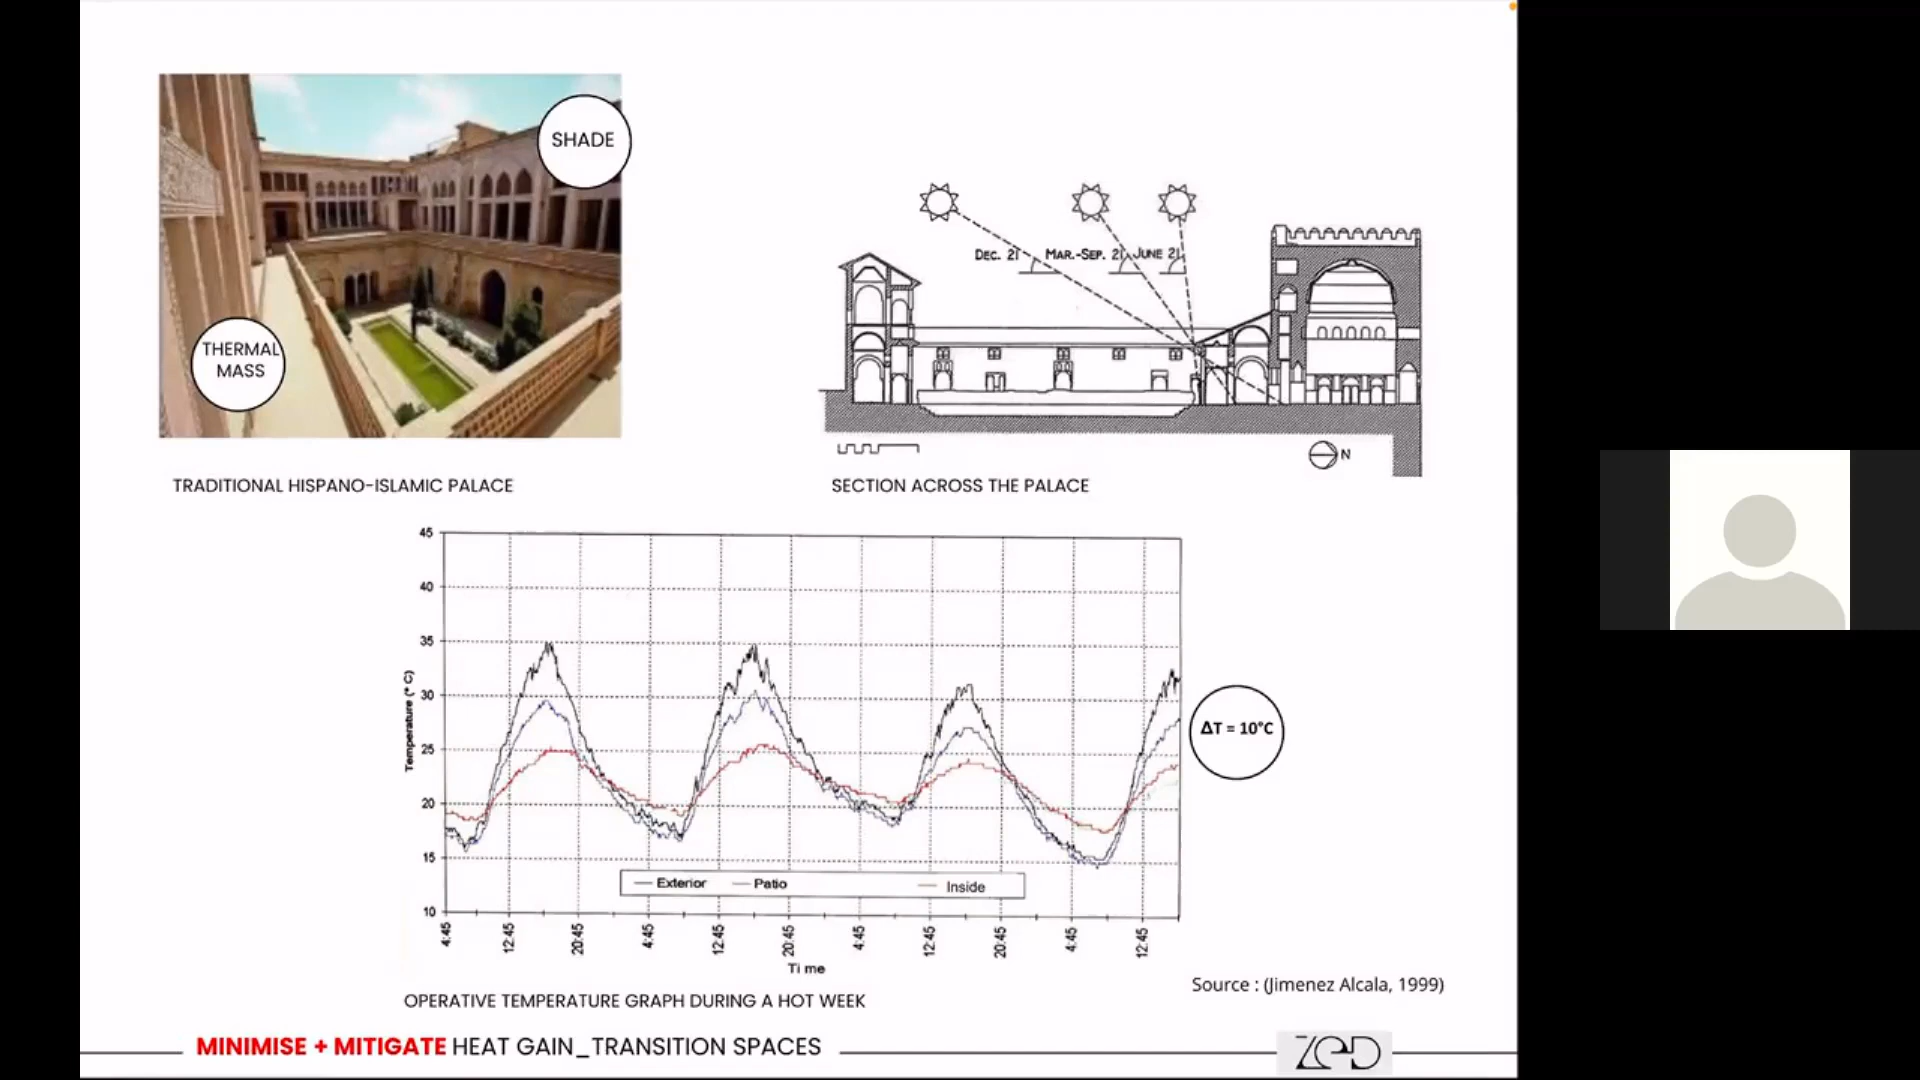 SHADE
THERMAL
MASS
TRADITIONAL HISPANO-ISLAMIC PALACE
DEC. 21
MAR.-SEP. 21
JUNE 21
N
SECTION ACROSS THE PALACE
45
40
35
30
25
20
15
10
Temperature (° C)
4:45
12:45
20:45
4:45
12:45
20:45
4:45
12:45
20:45
4:45
12:45
Ti me
Exterior
Patio
Inside
ΔT = 10°C
OPERATIVE TEMPERATURE GRAPH DURING A HOT WEEK
Source : (Jimenez Alcala, 1999)
MINIMISE + MITIGATE HEAT GAIN_TRANSITION SPACES
ZED